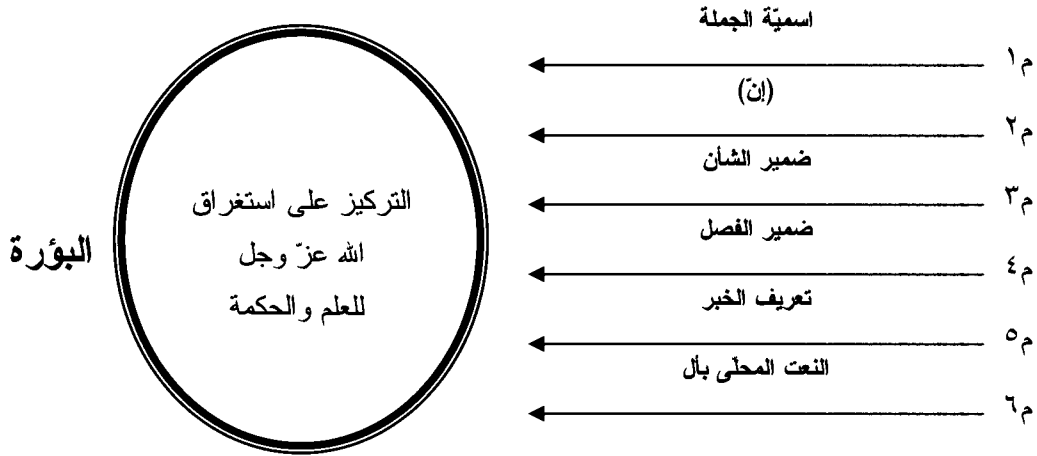 اسميّة الجملة
م١
(إنّ)
م٢
ضمير الشأن
م٣
ضمير الفصل
م٤
تعريف الخبر
م٥
النعت المحلّى بأل
م٦
التركيز على استغراق
الله عزّ وجل
للعلم والحكمة
البؤرة